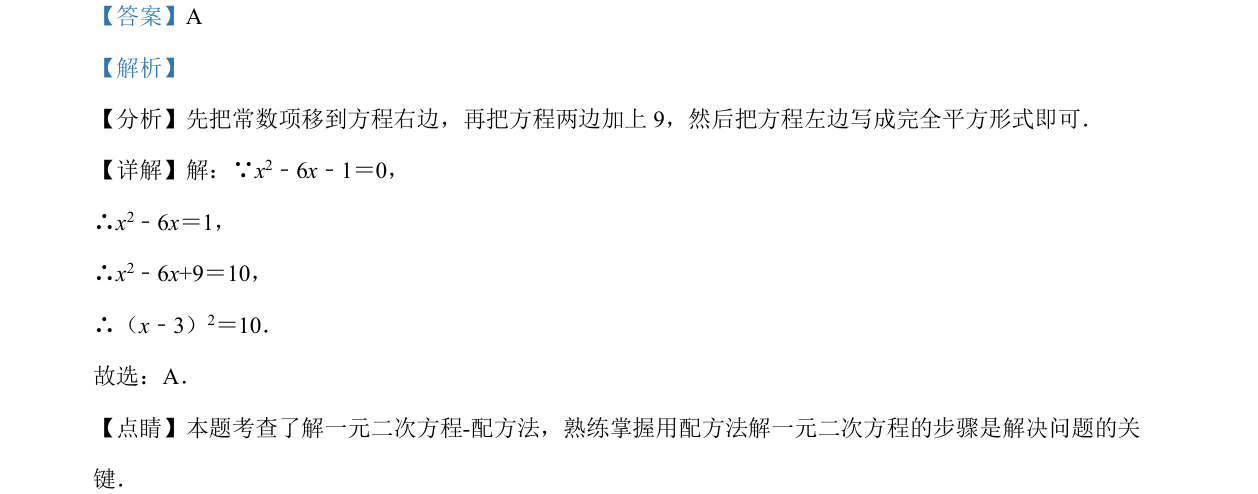 【答案】A
【解析】
【分析】先把常数项移到方程右边，再把方程两边加上 9，然后把方程左边写成完全平方形式即可．
【详解】解：∵x²﹣6x﹣1＝0，
∴x²﹣6x＝1，
∴x²﹣6x+9＝10，
∴（x﹣3）²＝10．
故选：A．
【点睛】本题考查了解一元二次方程-配方法，熟练掌握用配方法解一元二次方程的步骤是解决问题的关
键．